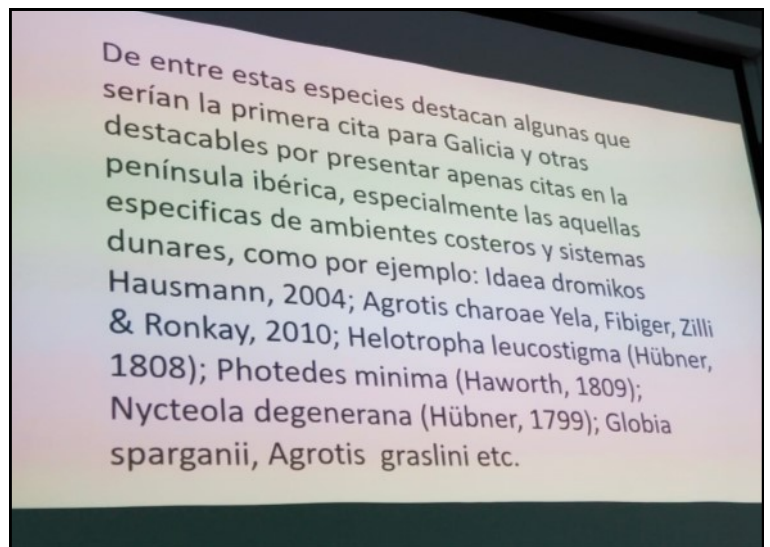 De entre estas especies destacan algunas que
serían la primera cita para Galicia y otras
destacables por presentar apenas citas en la
península ibérica, especialmente las aquellas
especificas de ambientes costeros y sistemas
dunares, como por ejemplo: Idaea dromikos
Hausmann, 2004; Agrotis charoae Yela, Fibiger, Zilli
& Ronkay, 2010; Helotropha leucostigma (Hübner,
1808); Photedes minima (Haworth, 1809);
Nycteola degenerana (Hübner, 1799); Globia
sparganii, Agrotis graslini etc.